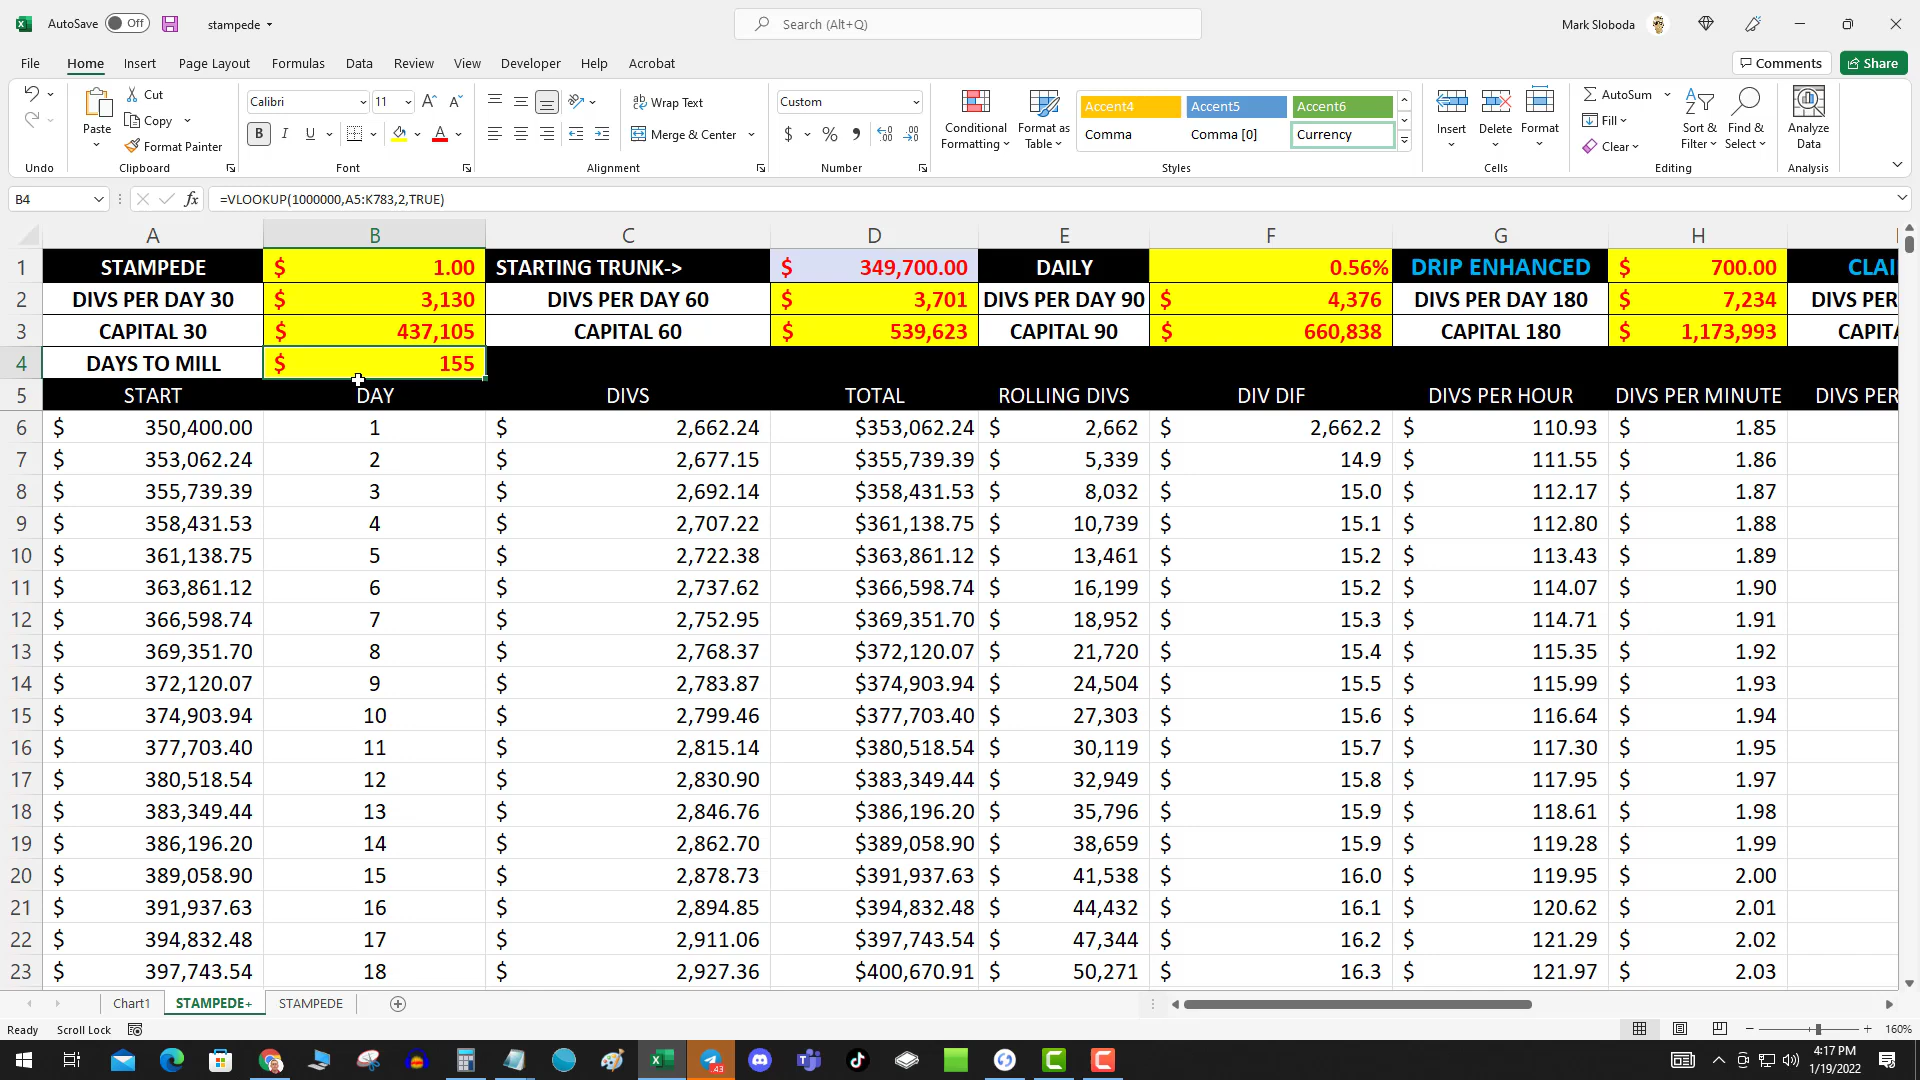 AutoSave Off stampede Search (Alt+Q) Mark Sloboda
File Home Insert Page Layout Formulas Data Review View Developer Help Acrobat Comments Share
Cut Calibri 11 Wrap Text Custom Accent4 Accent5 Accent6 AutoSum
Paste Copy Conditional Formatting Format as Table Insert Delete Format Fill Sort & Filter Find & Select Analyze Data
Format Painter B I U Merge & Center $ % Comma Comma [0] Currency Clear
Undo Clipboard Font Alignment Number Styles Cells Editing Analysis
B4 fx =VLOOKUP(1000000,A5:K783,2,TRUE)
A B C D E F G H
1 STAMPEDE $ 1.00 STARTING TRUNK-> $ 349,700.00 DAILY 0.56% DRIP ENHANCED $ 700.00 CLAI
2 DIVS PER DAY 30 $ 3,130 DIVS PER DAY 60 $ 3,701 DIVS PER DAY 90 $ 4,376 DIVS PER DAY 180 $ 7,234 DIVS PER
3 CAPITAL 30 $ 437,105 CAPITAL 60 $ 539,623 CAPITAL 90 $ 660,838 CAPITAL 180 $ 1,173,993 CAPITA
4 DAYS TO MILL $ 155
5 START DAY DIVS TOTAL ROLLING DIVS DIV DIF DIVS PER HOUR DIVS PER MINUTE DIVS PER
6 $ 350,400.00 1 $ 2,662.24 $353,062.24 $ 2,662 $ 2,662.2 $ 110.93 $ 1.85
7 $ 353,062.24 2 $ 2,677.15 $355,739.39 $ 5,339 $ 14.9 $ 111.55 $ 1.86
8 $ 355,739.39 3 $ 2,692.14 $358,431.53 $ 8,032 $ 15.0 $ 112.17 $ 1.87
9 $ 358,431.53 4 $ 2,707.22 $361,138.75 $ 10,739 $ 15.1 $ 112.80 $ 1.88
10 $ 361,138.75 5 $ 2,722.38 $363,861.12 $ 13,461 $ 15.2 $ 113.43 $ 1.89
11 $ 363,861.12 6 $ 2,737.62 $366,598.74 $ 16,199 $ 15.2 $ 114.07 $ 1.90
12 $ 366,598.74 7 $ 2,752.95 $369,351.70 $ 18,952 $ 15.3 $ 114.71 $ 1.91
13 $ 369,351.70 8 $ 2,768.37 $372,120.07 $ 21,720 $ 15.4 $ 115.35 $ 1.92
14 $ 372,120.07 9 $ 2,783.87 $374,903.94 $ 24,504 $ 15.5 $ 115.99 $ 1.93
15 $ 374,903.94 10 $ 2,799.46 $377,703.40 $ 27,303 $ 15.6 $ 116.64 $ 1.94
16 $ 377,703.40 11 $ 2,815.14 $380,518.54 $ 30,119 $ 15.7 $ 117.30 $ 1.95
17 $ 380,518.54 12 $ 2,830.90 $383,349.44 $ 32,949 $ 15.8 $ 117.95 $ 1.97
18 $ 383,349.44 13 $ 2,846.76 $386,196.20 $ 35,796 $ 15.9 $ 118.61 $ 1.98
19 $ 386,196.20 14 $ 2,862.70 $389,058.90 $ 38,659 $ 15.9 $ 119.28 $ 1.99
20 $ 389,058.90 15 $ 2,878.73 $391,937.63 $ 41,538 $ 16.0 $ 119.95 $ 2.00
21 $ 391,937.63 16 $ 2,894.85 $394,832.48 $ 44,432 $ 16.1 $ 120.62 $ 2.01
22 $ 394,832.48 17 $ 2,911.06 $397,743.54 $ 47,344 $ 16.2 $ 121.29 $ 2.02
23 $ 397,743.54 18 $ 2,927.36 $400,670.91 $ 50,271 $ 16.3 $ 121.97 $ 2.03
Chart1 STAMPEDE+ STAMPEDE
Ready Scroll Lock 160%
4:17 PM
1/19/2022